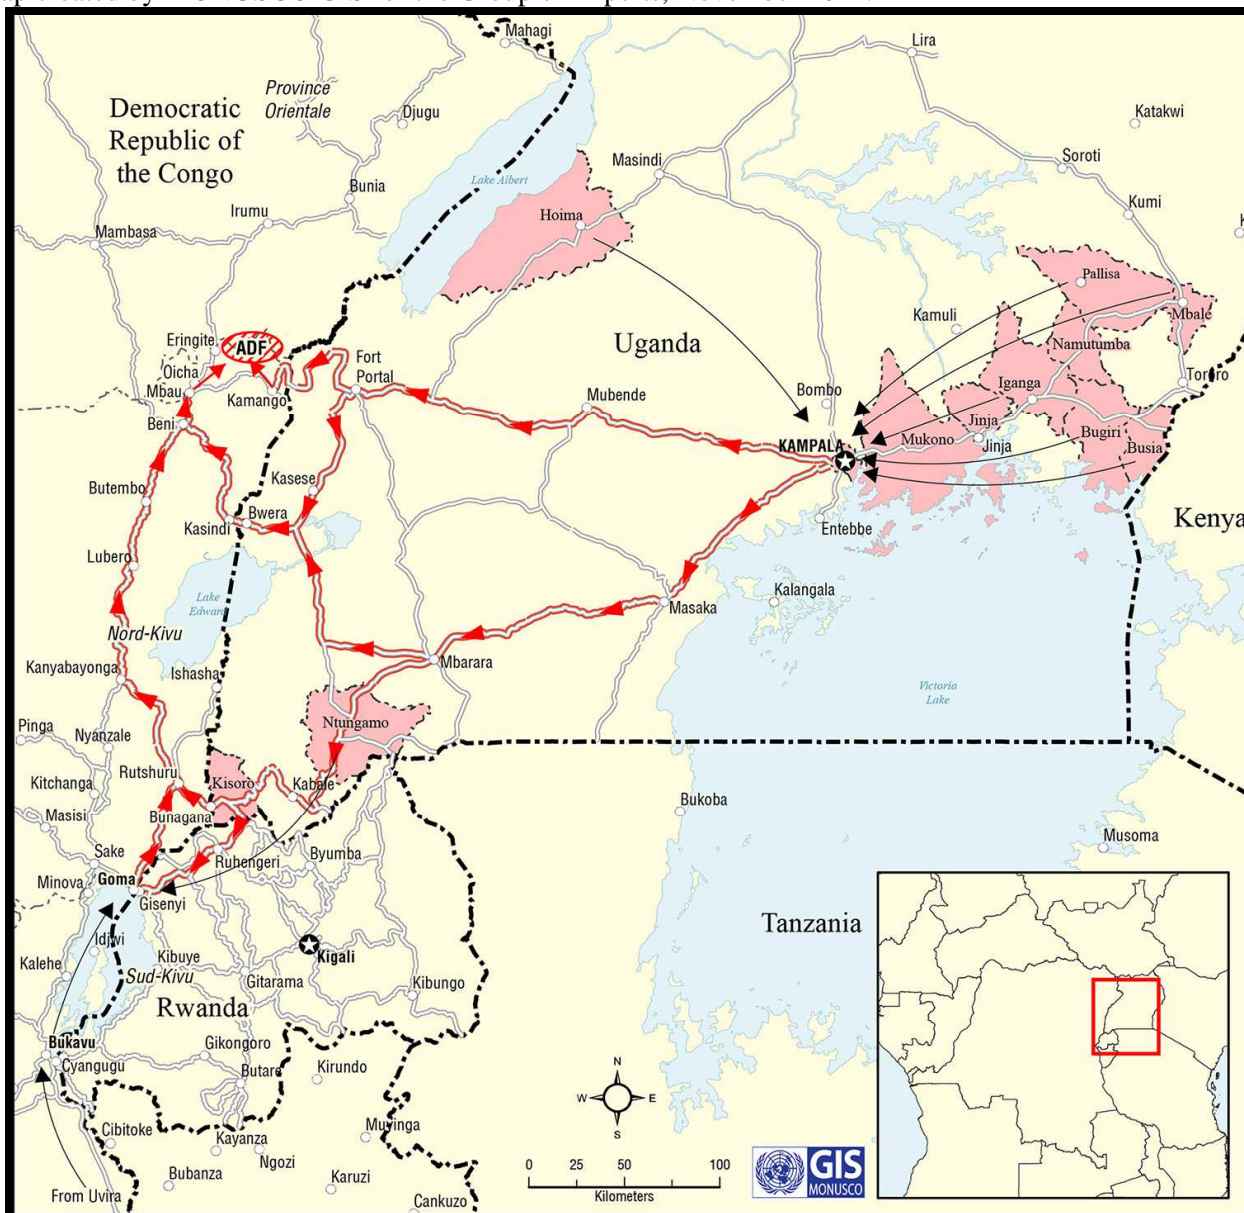 Mahagi
Lira
Province
Orientale
Democratic
Republic of
the Congo
Djugu
Katakwi
Masindi
Soroti
Lake Albert
Bunia
Irumu
Hoima
Kumi
Mambasa
Pallisa
Mbale
Kamuli
Uganda
Namutumba
Eringite
ADF
Fort
Portal
Oicha
Mbau
Kamango
Mubende
Bombo
Iganga
Tororo
Beni
KAMPALA
Mukono
Jinja
Jinja
Bugiri
Busia
Kasese
Butembo
Bwera
Kasindi
Entebbe
Kenya
Lubero
Lake
Edward
Kalangala
Masaka
Nord-Kivu
Mbarara
Kanyabayonga
Ishasha
Victoria
Lake
Ntungamo
Pinga
Nyanzale
Rutshuru
Kitchanga
Kisoro
Kabale
Masisi
Bunagana
Bukoba
Musoma
Sake
Ruhengeri
Byumba
Minova
Goma
Gisenyi
Tanzania
Idjwi
Kigali
Kalehe
Kibuye
Sud-Kivu
Gitarama
Kibungo
Rwanda
Bukavu
Cyangugu
Gikongoro
Butare
Kirundo
N
W
E
S
Cibitoke
Kayanza
Muyinga
Ngozi
Bubanza
Karuzi
From Uvira
Cankuzo
0 25 50 100
Kilometers
GIS
MONUSCO